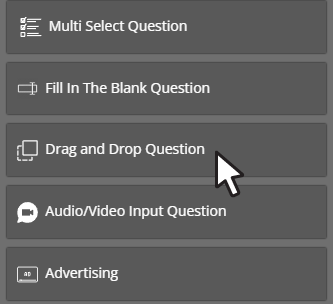 Multi Select Question
Fill In The Blank Question
Drag and Drop Question
Audio/Video Input Question
AD
Advertising